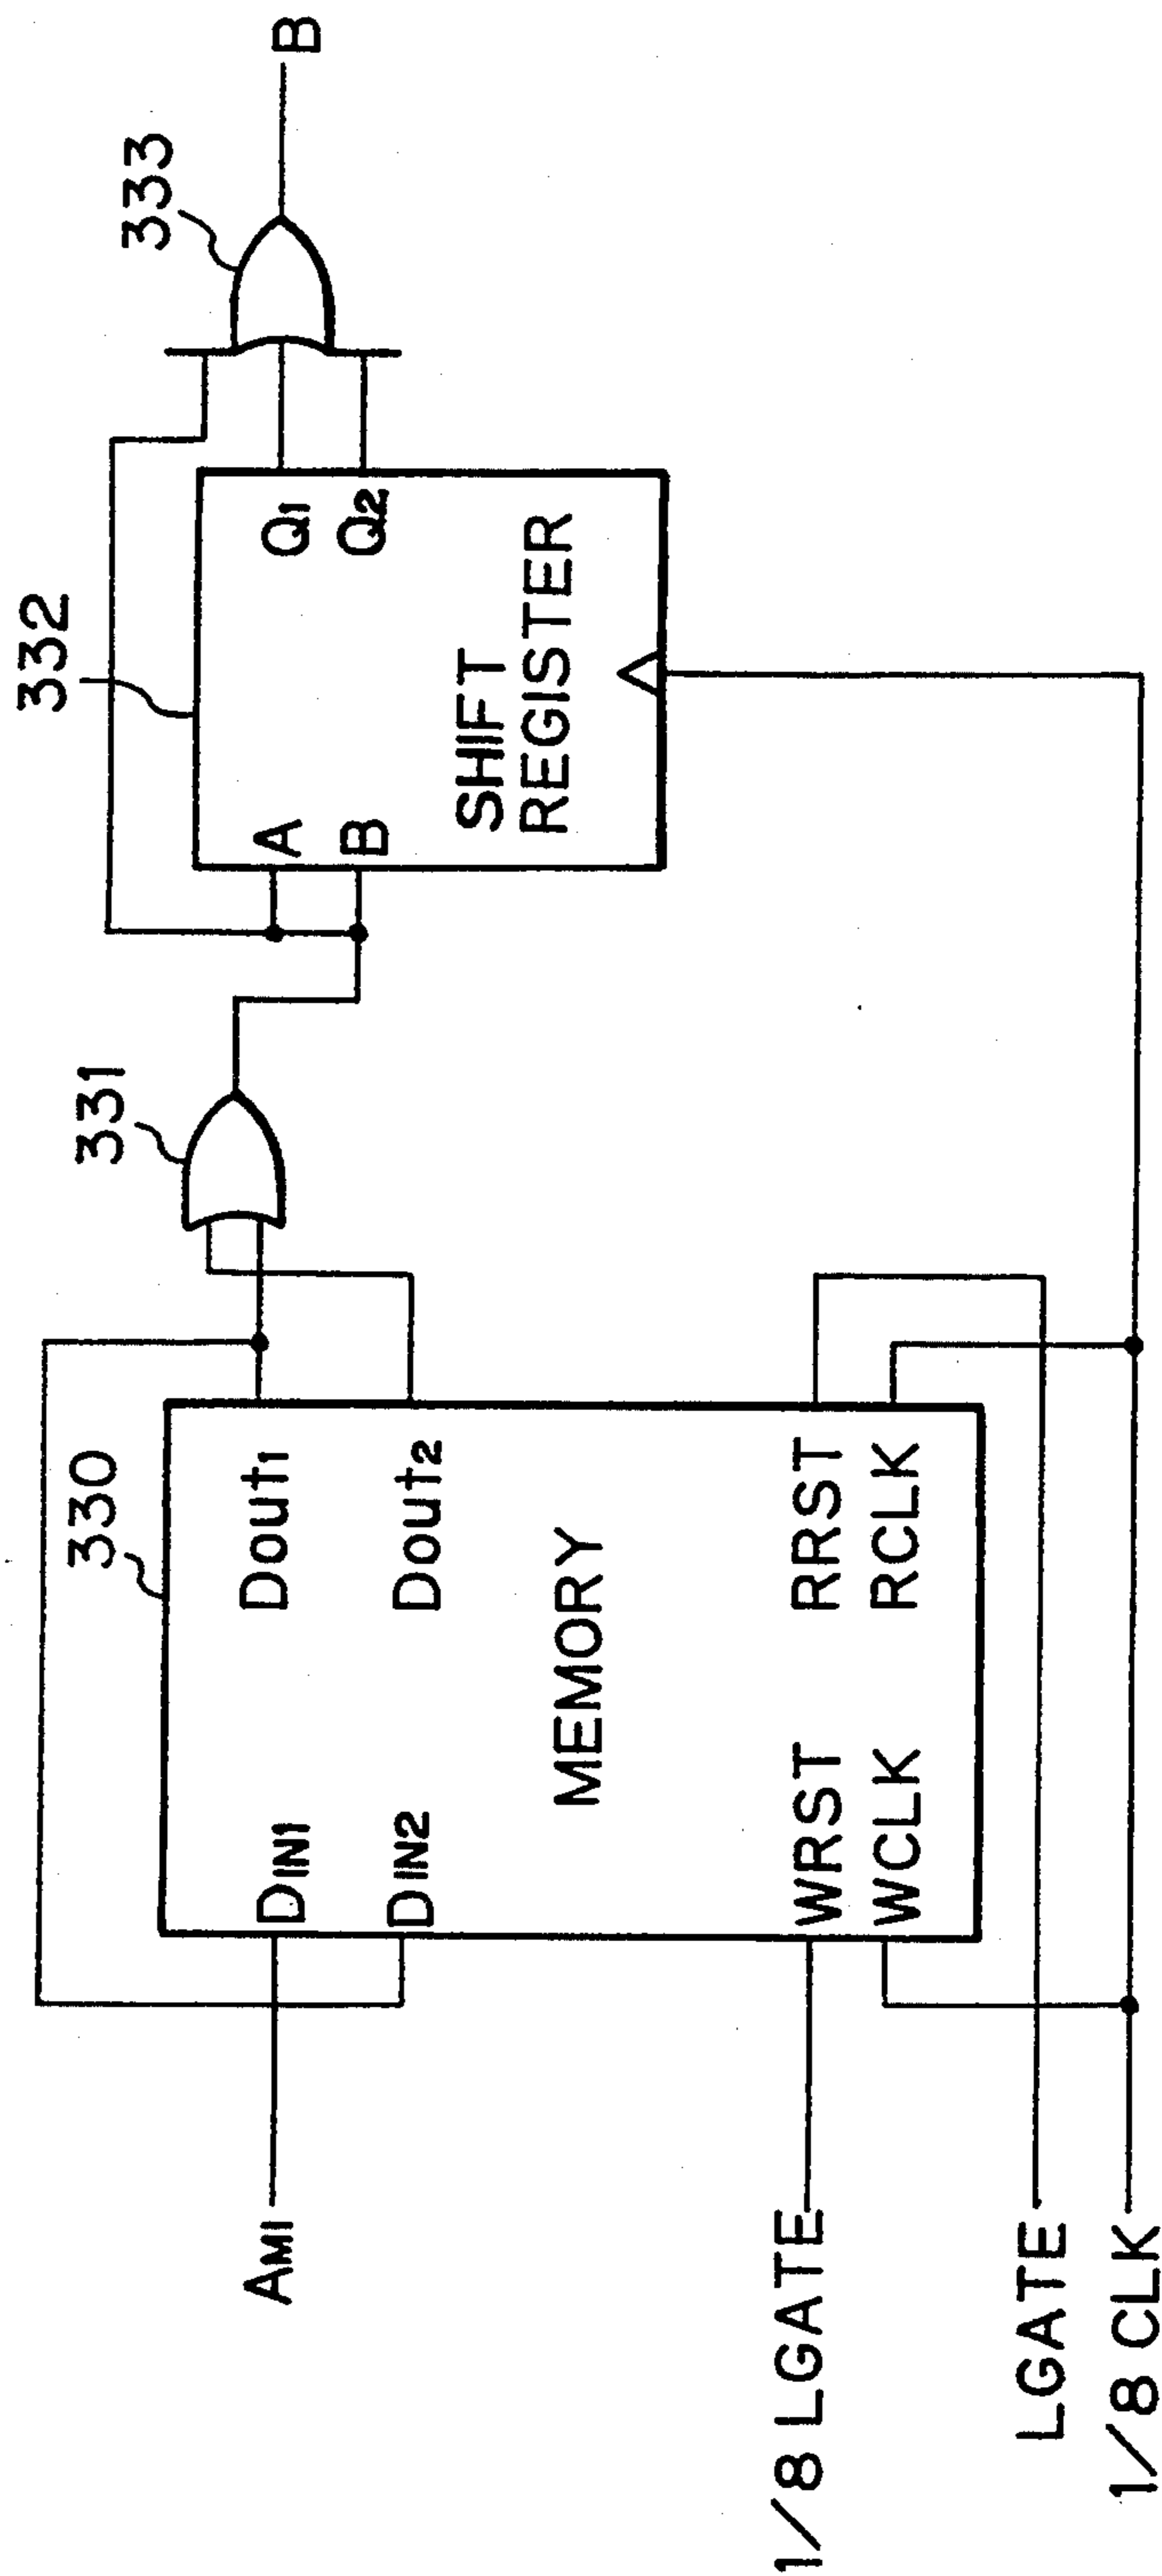 330
331
332
333
AMI
DIN1
DIN2
Dout1
Dout2
MEMORY
WRST
WCLK
RRST
RCLK
1/8 LGATE
LGATE
1/8 CLK
A
B
Q1
Q2
SHIFT
REGISTER
B